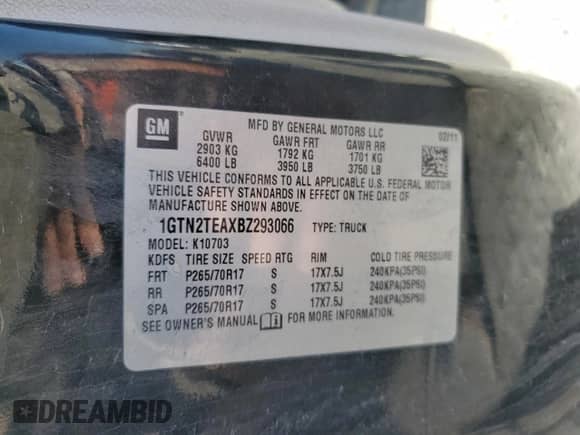 GM
MFD BY GENERAL MOTORS LLC 02/11
GVWR GAWR FRT GAWR RR
2903 KG 1792 KG 1701 KG
6400 LB 3950 LB 3750 LB
THIS VEHICLE CONFORMS TO ALL APPLICABLE U.S. FEDERAL MOTOR
VEHICLE SAFETY STANDARDS IN EFFECT ON THE DATE OF
MANUFACTURE SHOWN ABOVE.
1GTN2TEAXBZ293066 TYPE: TRUCK
MODEL: K10703
KDFS TIRE SIZE SPEED RTG RIM COLD TIRE PRESSURE
FRT P265/70R17 S 17X7.5J 240KPA(35PSI)
RR P265/70R17 S 17X7.5J 240KPA(35PSI)
SPA P265/70R17 S 17X7.5J 240KPA(35PSI)
SEE OWNER'S MANUAL FOR MORE INFORMATION.
DREAMBID